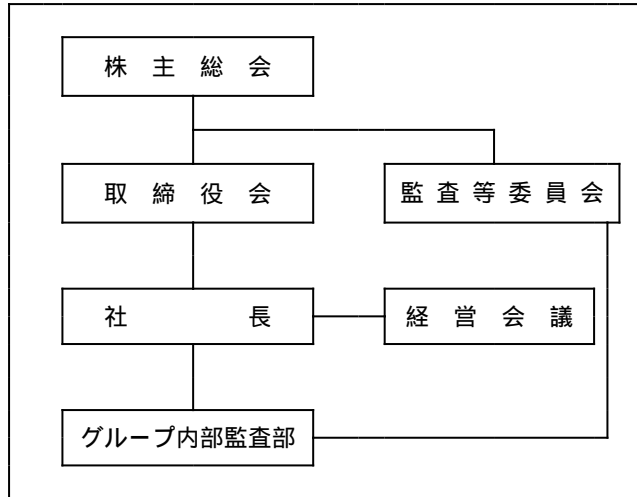 株主総会
取締役会
監査等委員会
社長
経営会議
グループ内部監査部